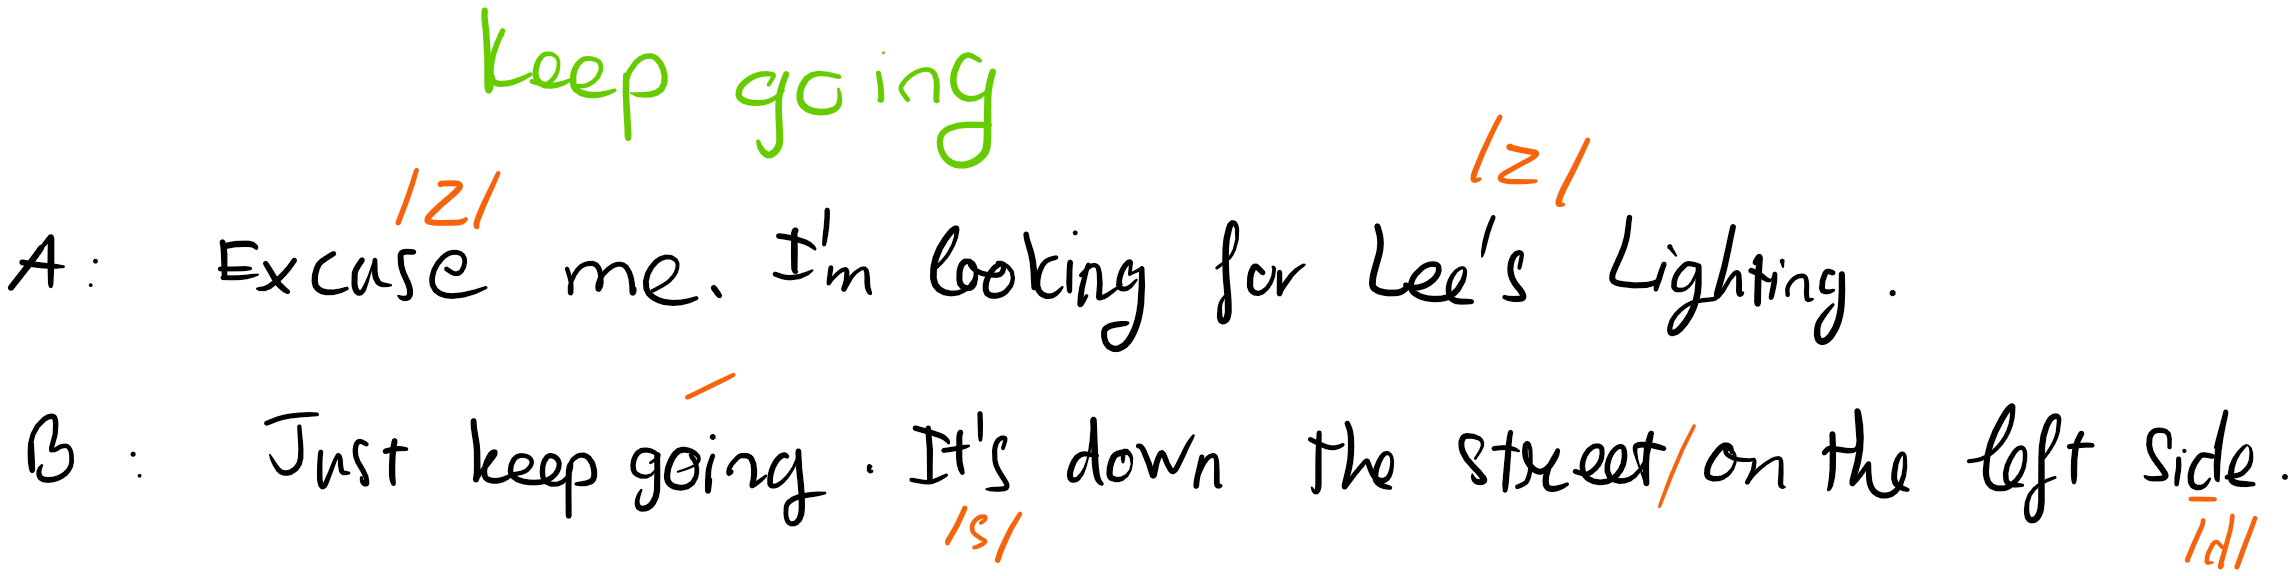 keep going
/z/ /z/
A: Excuse me. I'm looking for Lee's Lighting.
B: Just keep going. It's down the street / on the left side.
/s/ /d/